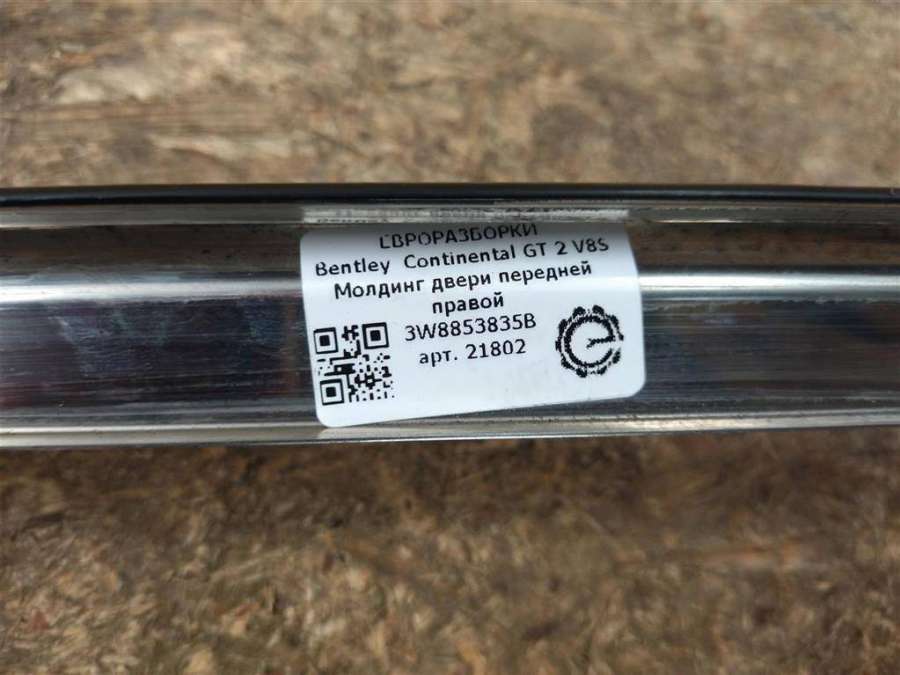 ЕВРОРАЗБОРКИ
Bentley Continental GT 2 V8S
Молдинг двери передней
правой
3W8853835B
арт. 21802